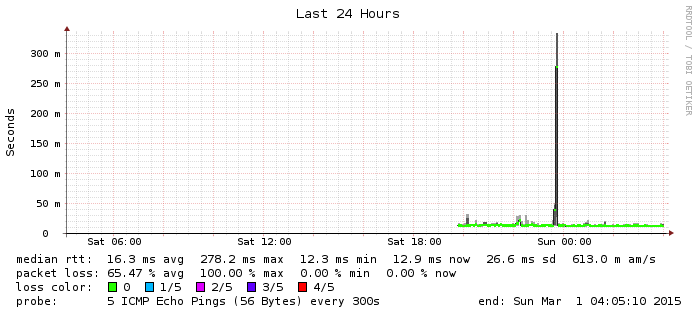 Last 24 Hours
RRDTOOL / TOBI OETIKER
Seconds
300 m
250 m
200 m
150 m
100 m
50 m
0
Sat 06:00 Sat 12:00 Sat 18:00 Sun 00:00
median rtt: 16.3 ms avg 278.2 ms max 12.3 ms min 12.9 ms now 26.6 ms sd 613.0 m am/s
packet loss: 65.47 % avg 100.00 % max 0.00 % min 0.00 % now
loss color: 0 1/5 2/5 3/5 4/5
probe: 5 ICMP Echo Pings (56 Bytes) every 300s end: Sun Mar 1 04:05:10 2015